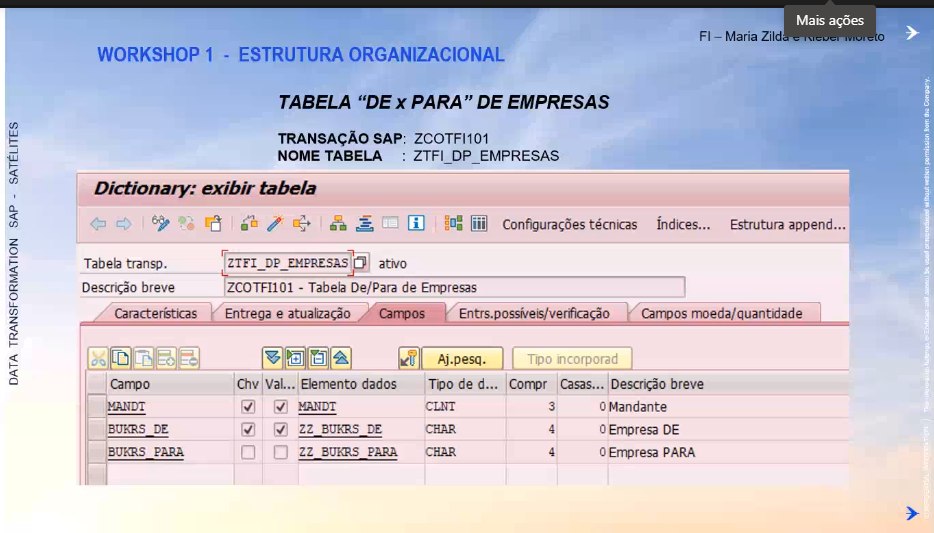 Mais ações
FI – Maria Zilda e Kleber Moreto
WORKSHOP 1 - ESTRUTURA ORGANIZACIONAL
TABELA “DE x PARA” DE EMPRESAS
TRANSAÇÃO SAP: ZCOTFI101
NOME TABELA : ZTFI_DP_EMPRESAS
DATA TRANSFORMATION SAP - SATÉLITES
Dictionary: exibir tabela
Configurações técnicas Índices... Estrutura append...
Tabela transp. ZTFI_DP_EMPRESAS ativo
Descrição breve ZCOTFI101 - Tabela De/Para de Empresas
Características Entrega e atualização Campos Entrs.possíveis/verificação Campos moeda/quantidade
Aj.pesq. Tipo incorporad
Campo Chv Val... Elemento dados Tipo de d... Compr Casas... Descrição breve
MANDT MANDT CLNT 3 0 Mandante
BUKRS_DE ZZ_BUKRS_DE CHAR 4 0 Empresa DE
BUKRS_PARA ZZ_BUKRS_PARA CHAR 4 0 Empresa PARA